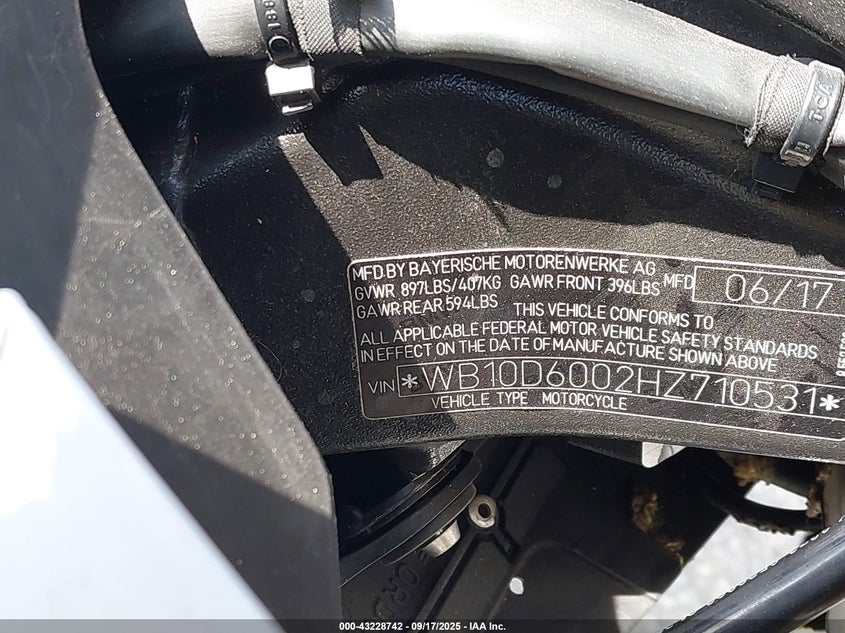 MFD.BY BAYERISCHE MOTORENWERKE AG
GVWR 897LBS/407KG GAWR FRONT 396LBS MFD 06/17
GAWR REAR 594LBS THIS VEHICLE CONFORMS TO
ALL APPLICABLE FEDERAL MOTOR VEHICLE SAFETY STANDARDS
IN EFFECT ON THE DATE OF MANUFACTURE SHOWN ABOVE
VIN *WB10D6002HZ710531*
VEHICLE TYPE MOTORCYCLE
000-43228742 - 09/17/2025 - IAA Inc.